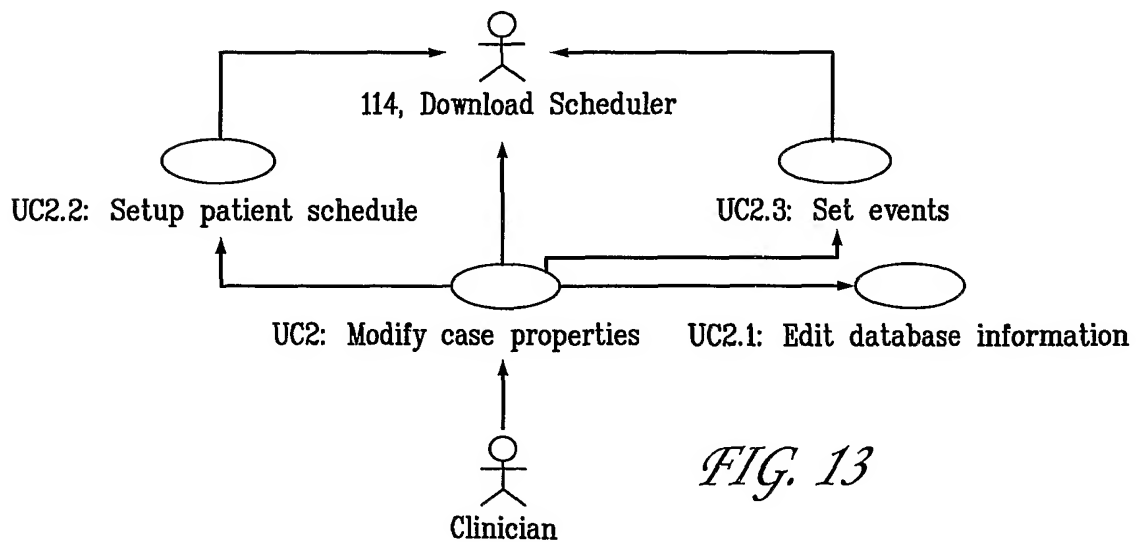 114, Download Scheduler
UC2.2: Setup patient schedule
UC2.3: Set events
UC2: Modify case properties
UC2.1: Edit database information
Clinician
FIG. 13